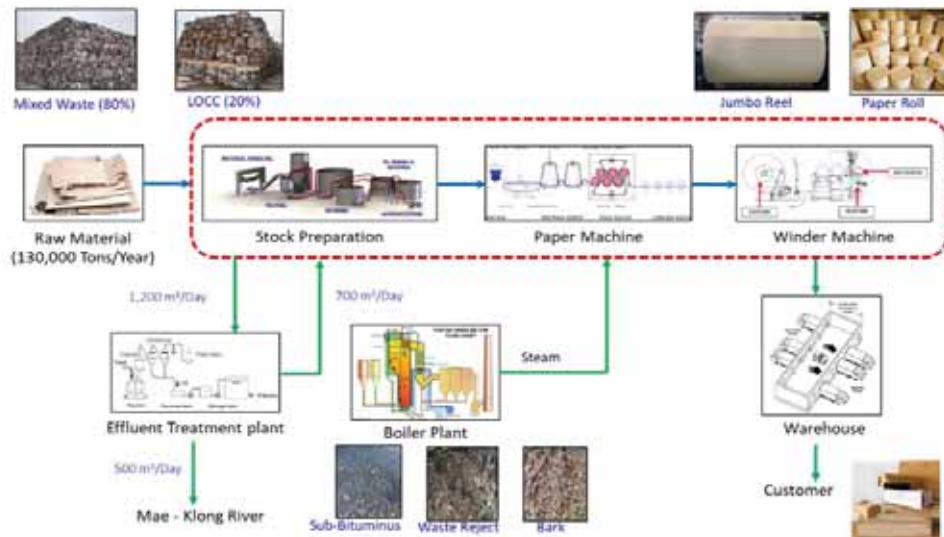 Mixed Waste (80%)
LOCC (20%)
Jumbo Reel
Paper Roll
Raw Material
(130,000 Tons/Year)
Stock Preparation
Paper Machine
Winder Machine
1,200 m³/Day
700 m³/Day
Steam
Effluent Treatment plant
Boiler Plant
Warehouse
500 m³/Day
Mae - Klong River
Sub-Bituminus
Waste Reject
Bark
Customer